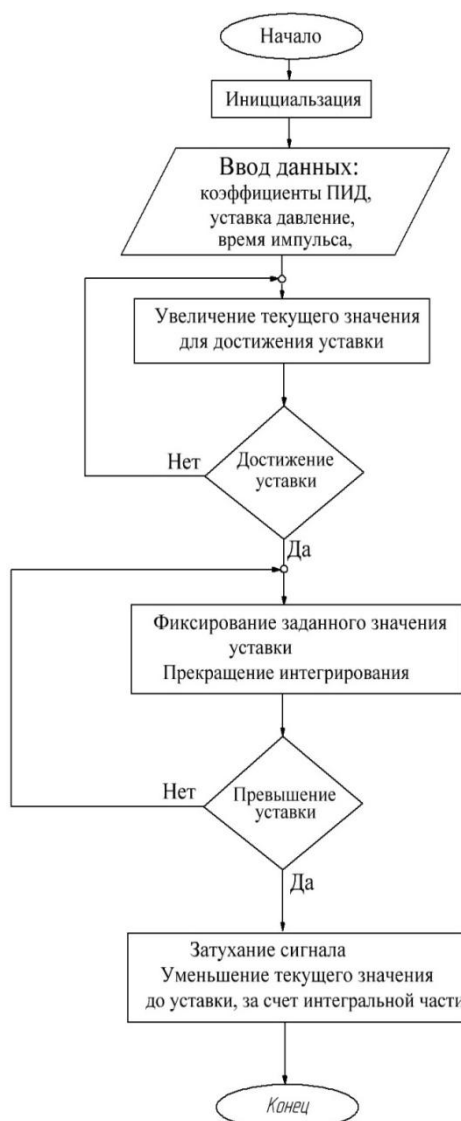 Начало
Иницциальзация
Ввод данных:
коэффициенты ПИД,
уставка давление,
время импульса,
Увеличение текущего значения
для достижения уставки
Нет
Достижение
уставки
Да
Фиксирование заданного значения
уставки
Прекращение интегрирования
Нет
Превышение
уставки
Да
Затухание сигнала
Уменьшение текущего значения
до уставки, за счет интегральной части
Конец